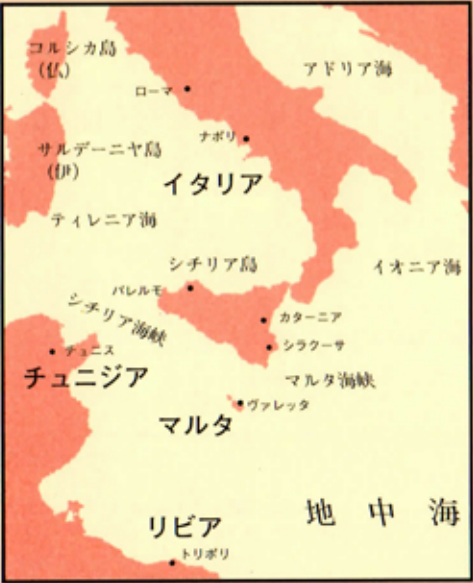 コルシカ島
(仏)
アドリア海
ローマ
ナポリ
サルデーニヤ島
(伊)
イタリア
ティレニア海
シチリア島
イオニア海
パレルモ
シチリア海峡
カターニア
チュニス
シラクーサ
チュニジア
マルタ海峡
ヴァレッタ
マルタ
地中海
リビア
トリポリ